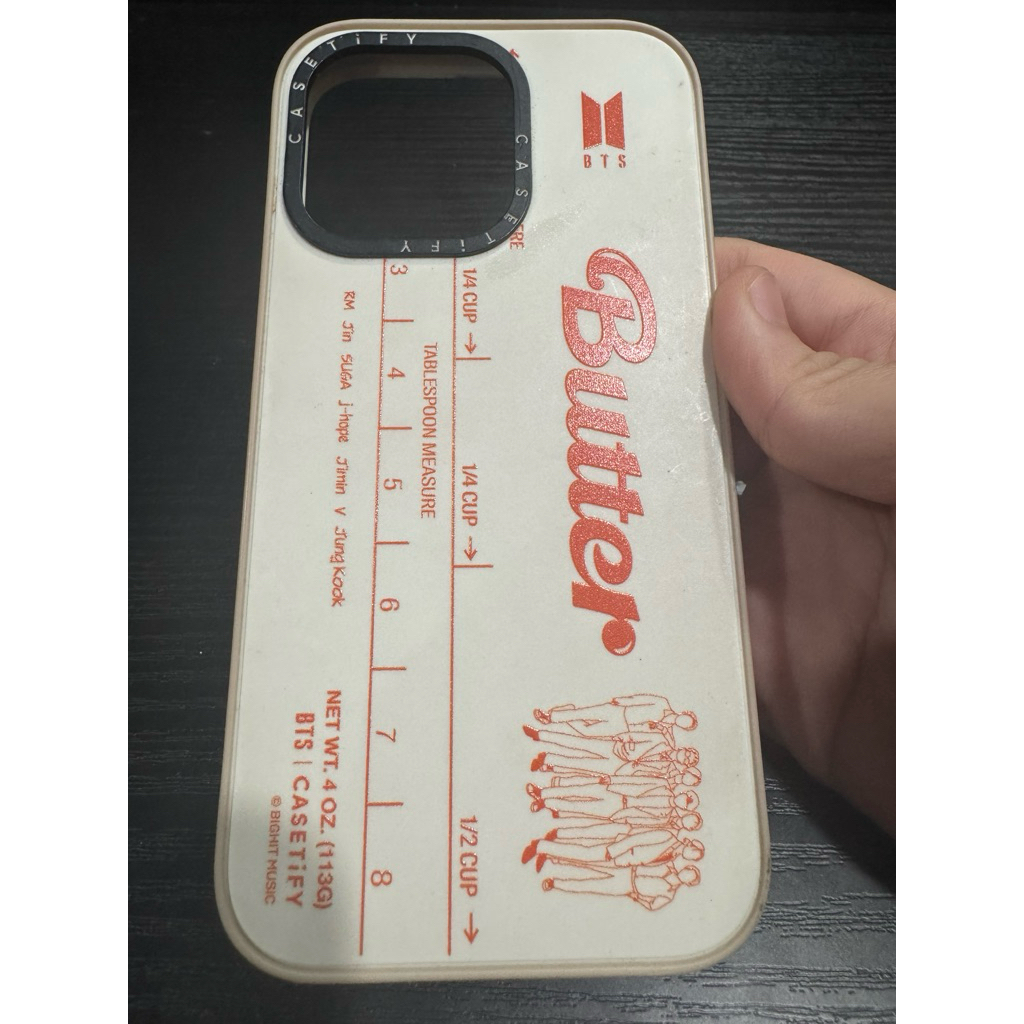 CASETiFY
CASETiFY
BTS
Butter
1/4 CUP →
1/4 CUP →
1/2 CUP →
TABLESPOON MEASURE
3 4 5 6 7 8
RM Jin SUGA j-hope Jimin V Jung Kook
NET WT. 4 OZ. (113G)
BTS | CASETiFY
© BIGHIT MUSIC